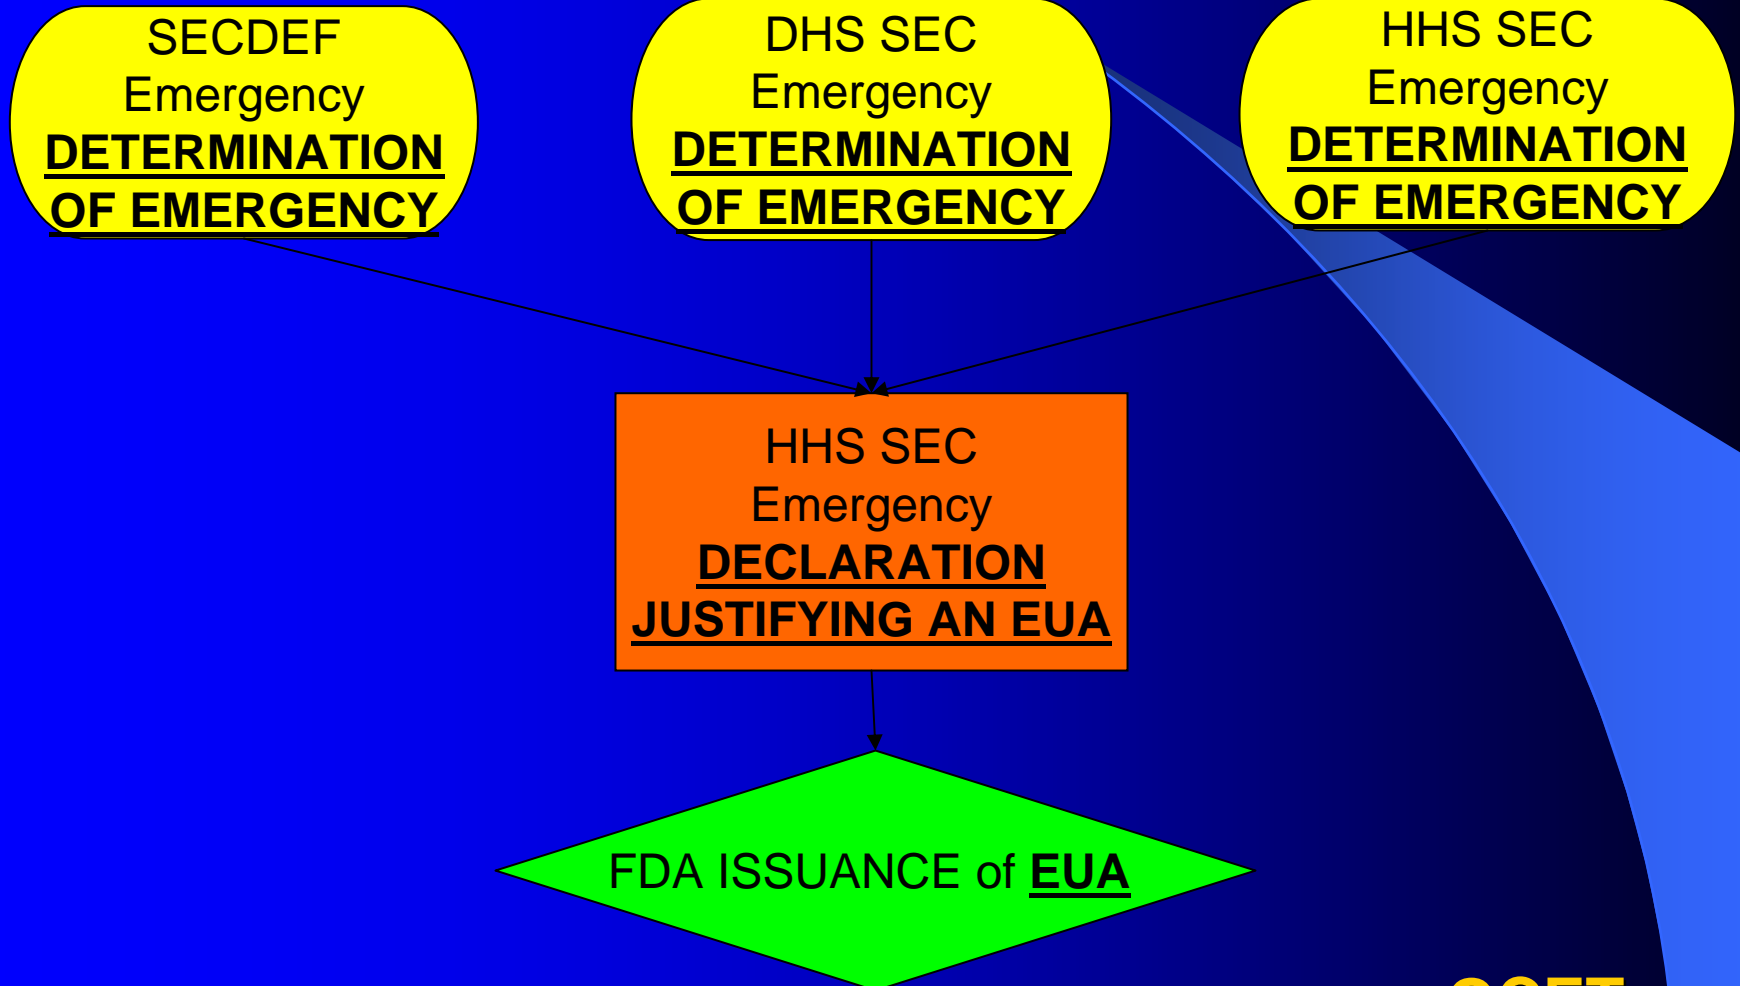 SECDEF
Emergency
DETERMINATION
OF EMERGENCY
DHS SEC
Emergency
DETERMINATION
OF EMERGENCY
HHS SEC
Emergency
DETERMINATION
OF EMERGENCY
HHS SEC
Emergency
DECLARATION
JUSTIFYING AN EUA
FDA ISSUANCE of EUA